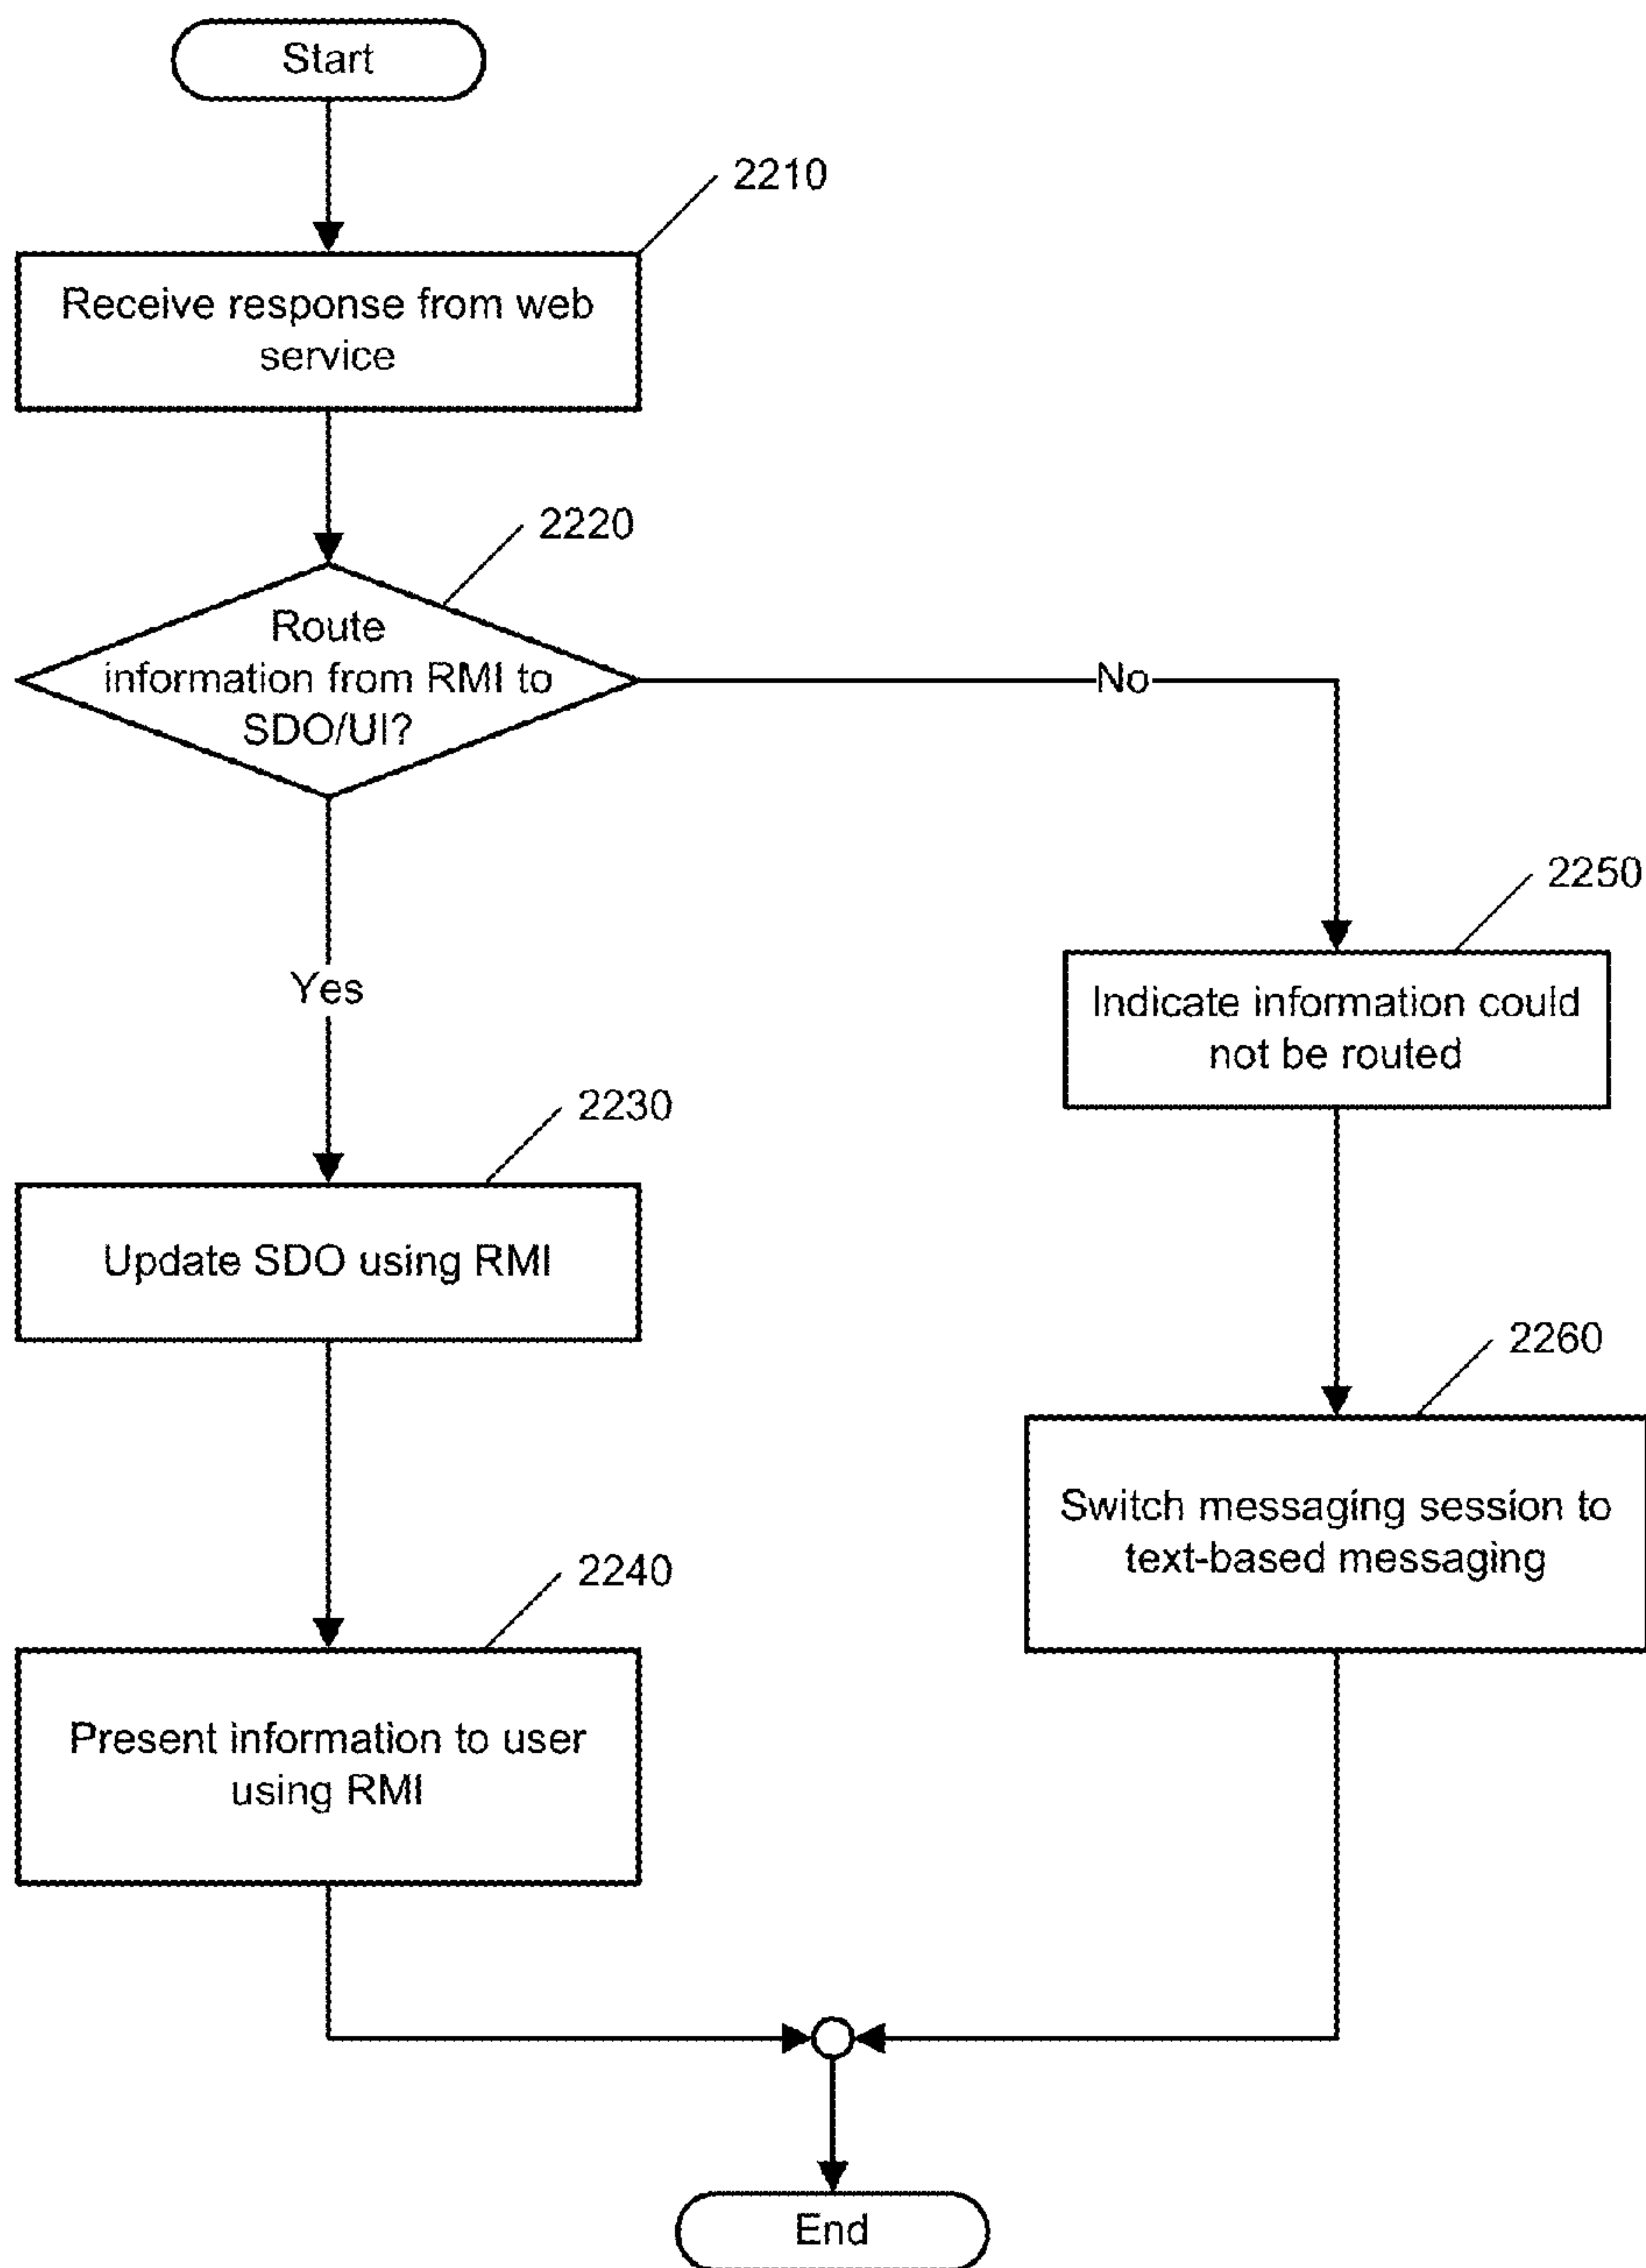 Start
2210
Receive response from web
service
2220
Route
information from RMI to
SDO/UI?
No
2250
Yes
Indicate information could
not be routed
2230
Update SDO using RMI
2260
Switch messaging session to
text-based messaging
2240
Present information to user
using RMI
End